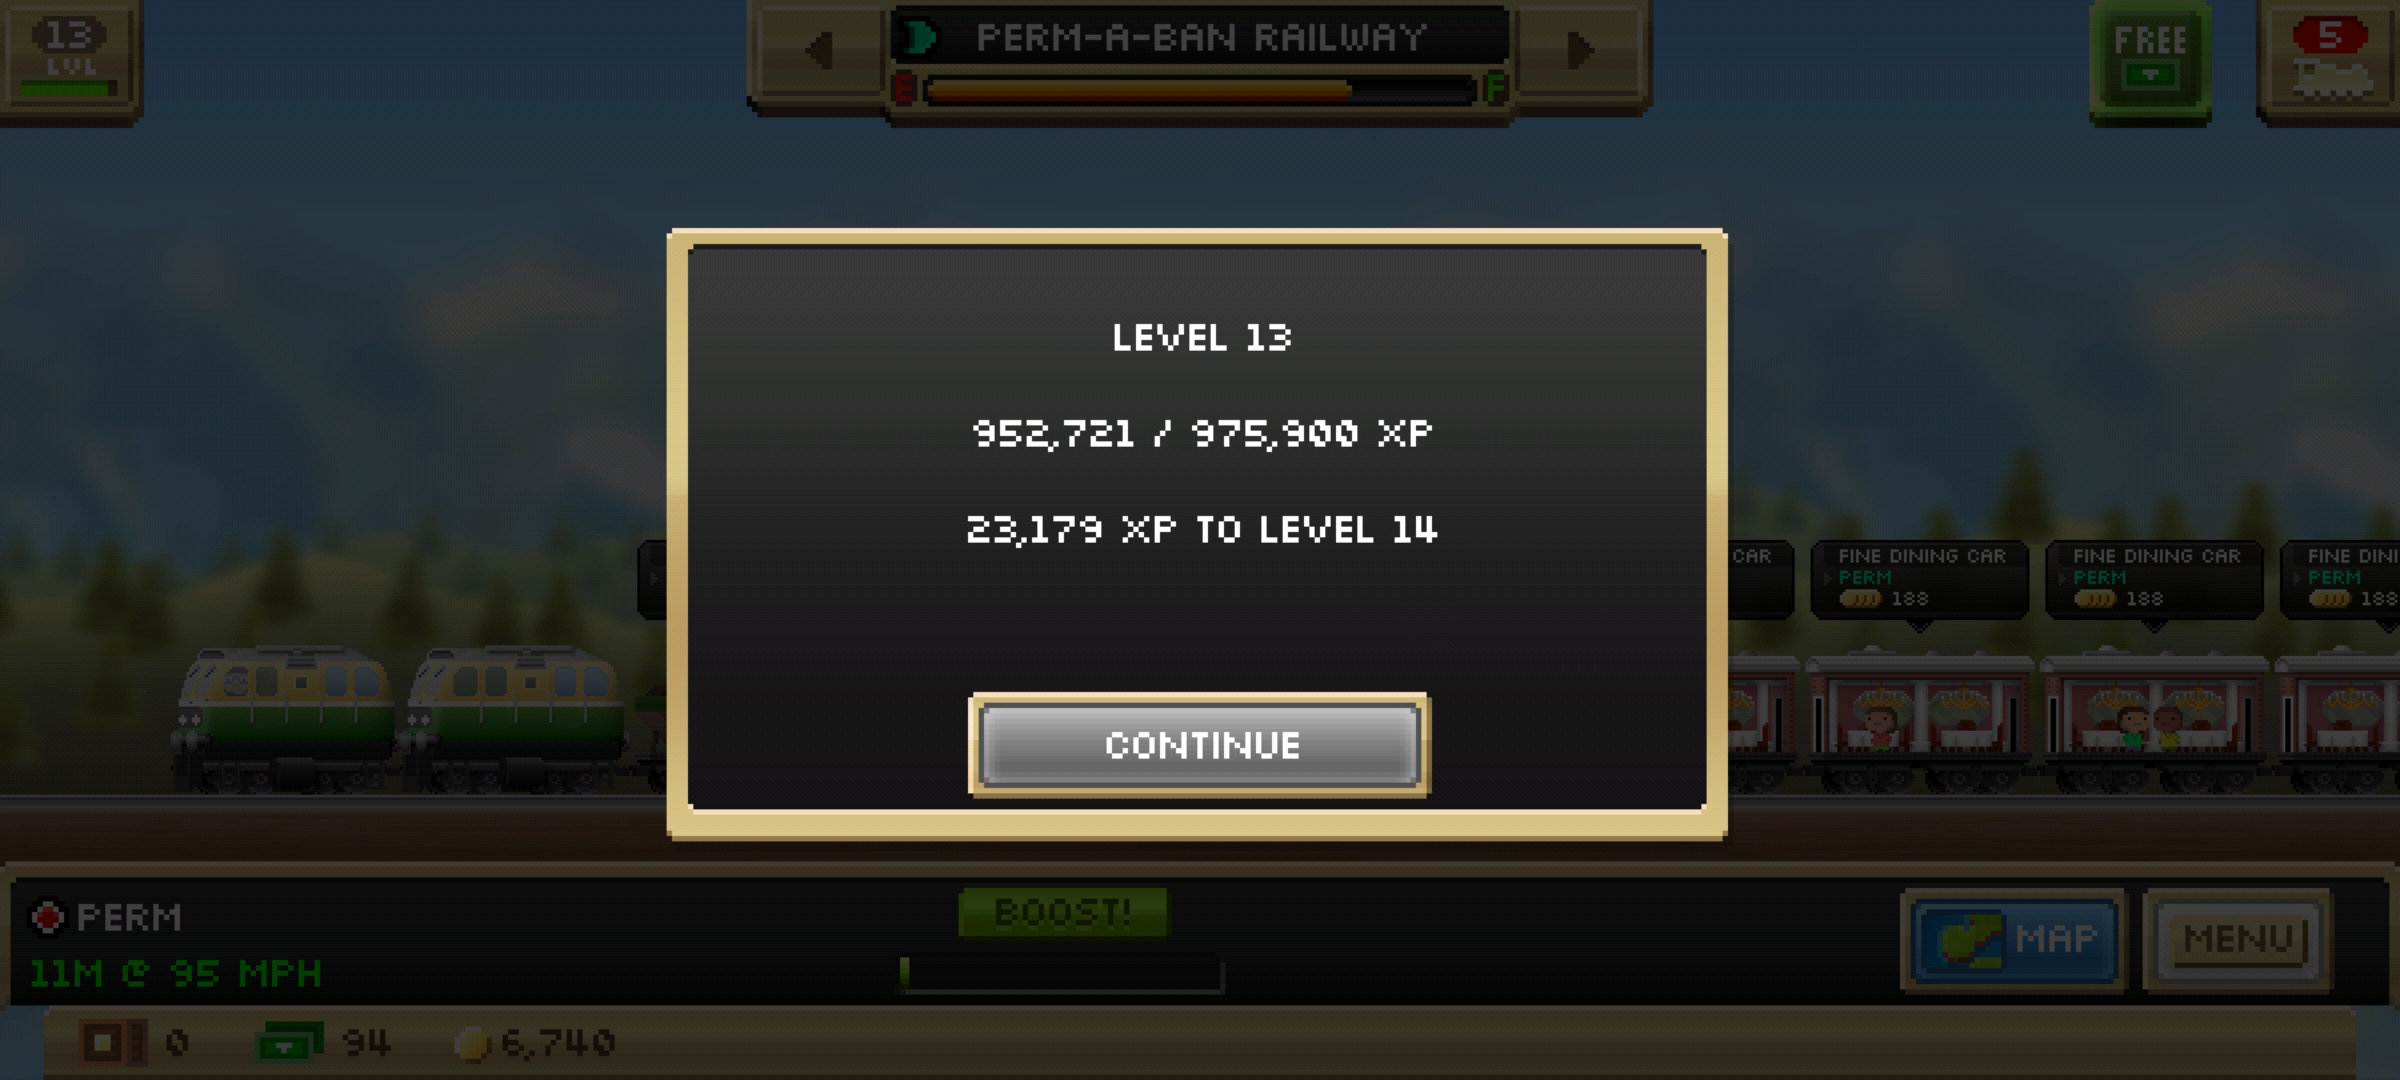 13
LVL
PERM-A-BAN RAILWAY
E F
FREE
5
LEVEL 13
952,721 / 975,900 XP
23,179 XP TO LEVEL 14
CONTINUE
CAR
FINE DINING CAR
PERM
188
FINE DINING CAR
PERM
188
FINE DINI
PERM
188
PERM
11M @ 95 MPH
BOOST!
MAP
MENU
0
94
6,740